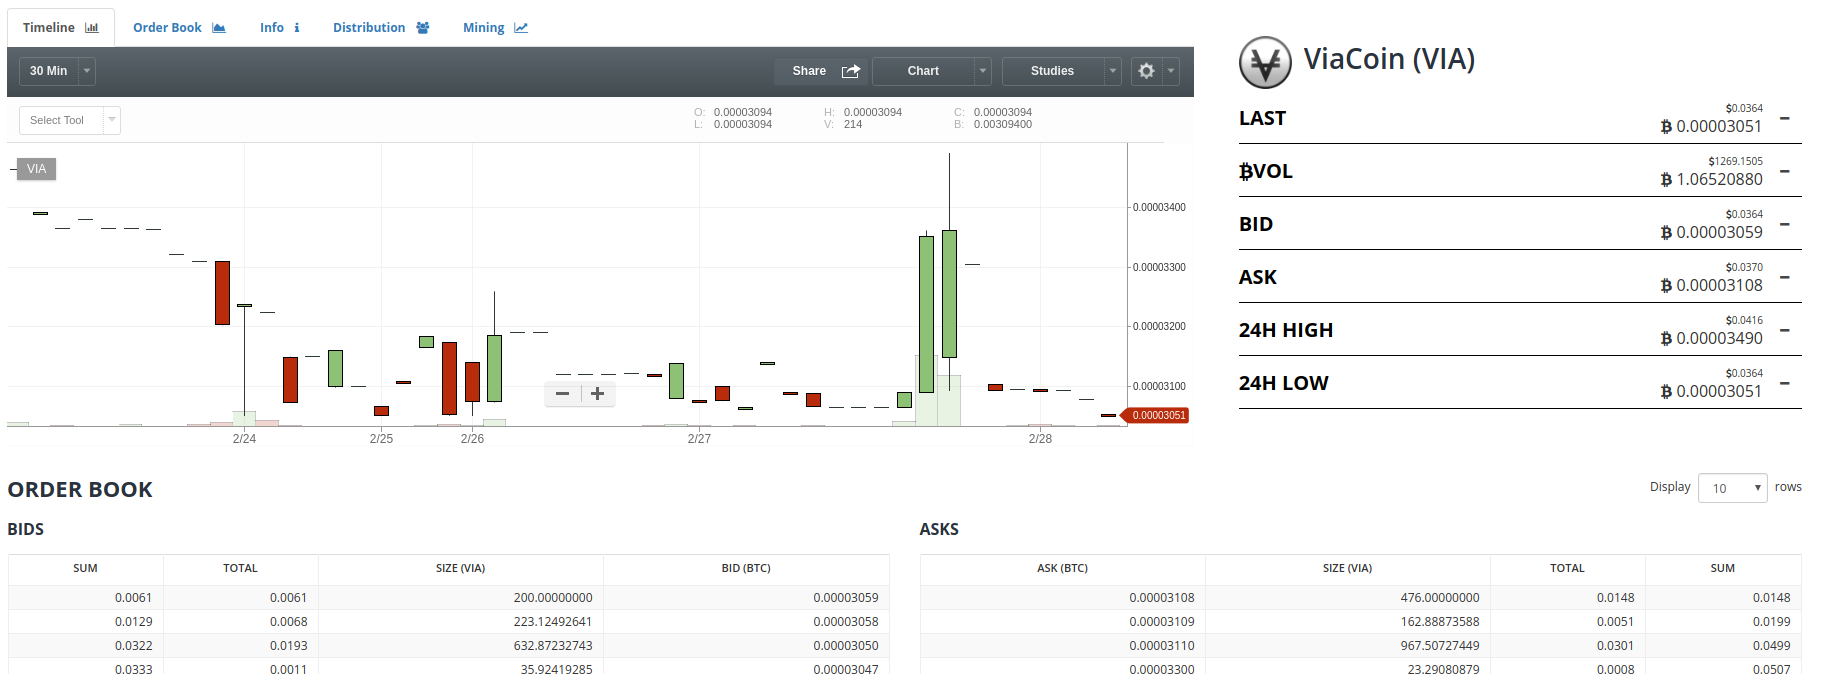 Timeline Order Book Info Distribution Mining
30 Min Share Chart Studies
Select Tool
O: 0.00003094 H: 0.00003094 C: 0.00003094
L: 0.00003094 V: 214 B: 0.00309400
VIA
0.00003400
0.00003300
0.00003200
0.00003100
0.00003051
2/24 2/25 2/26 2/27 2/28
ViaCoin (VIA)
$0.0364
LAST ₿ 0.00003051
$1269.1505
₿VOL ₿ 1.06520880
$0.0364
BID ₿ 0.00003059
$0.0370
ASK ₿ 0.00003108
$0.0416
24H HIGH ₿ 0.00003490
$0.0364
24H LOW ₿ 0.00003051
ORDER BOOK
Display 10 rows
BIDS
SUM TOTAL SIZE (VIA) BID (BTC)
0.0061 0.0061 200.00000000 0.00003059
0.0129 0.0068 223.12492641 0.00003058
0.0322 0.0193 632.87232743 0.00003050
0.0333 0.0011 35.92419285 0.00003047
ASKS
ASK (BTC) SIZE (VIA) TOTAL SUM
0.00003108 476.00000000 0.0148 0.0148
0.00003109 162.88873588 0.0051 0.0199
0.00003110 967.50727449 0.0301 0.0499
0.00003300 23.29080879 0.0008 0.0507